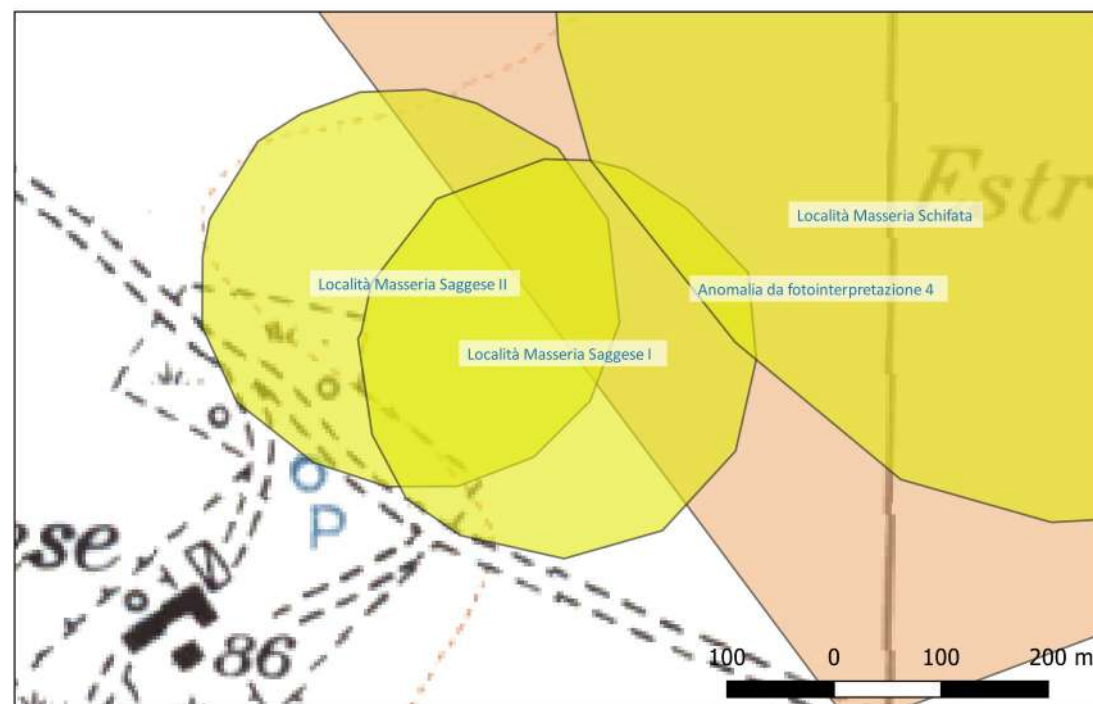 Estr
Località Masseria Schifata
Località Masseria Saggese II
Anomalia da fotointerpretazione 4
Località Masseria Saggese I
P
ese
86
100 0 100 200 m